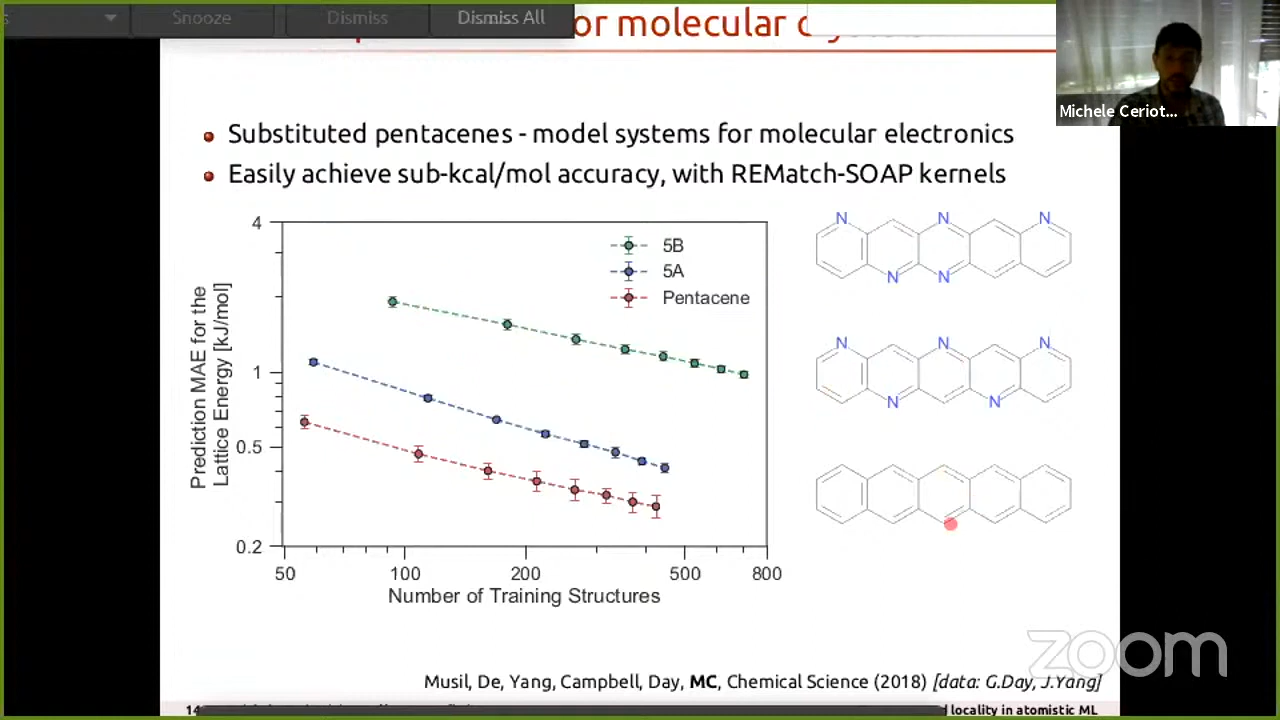 Snooze
Dismiss
Dismiss All
or molecular
Michele Ceriot...
Substituted pentacenes - model systems for molecular electronics
Easily achieve sub-kcal/mol accuracy, with REMatch-SOAP kernels
4
1
0.5
0.2
Prediction MAE for the
Lattice Energy [kJ/mol]
5B
5A
Pentacene
50
100
200
500
800
Number of Training Structures
N
N
N
N
N
N
N
N
N
N
zoom
Musil, De, Yang, Campbell, Day, MC, Chemical Science (2018) [data: G.Day, J.Yang]
14
d locality in atomistic ML